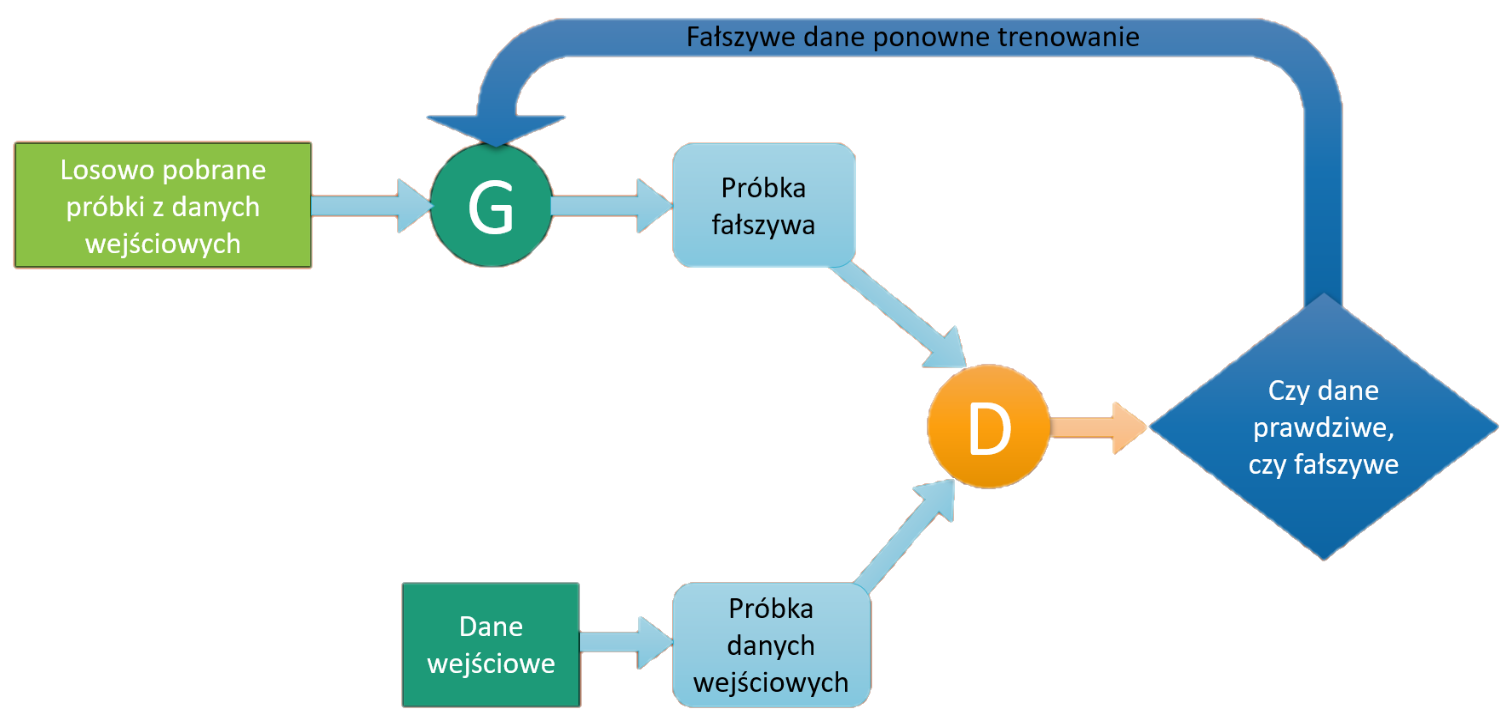 Fałszywe dane ponowne trenowanie
Losowo pobrane
próbki z danych
wejściowych
G
Próbka
fałszywa
D
Czy dane
prawdziwe,
czy fałszywe
Dane
wejściowe
Próbka
danych
wejściowych